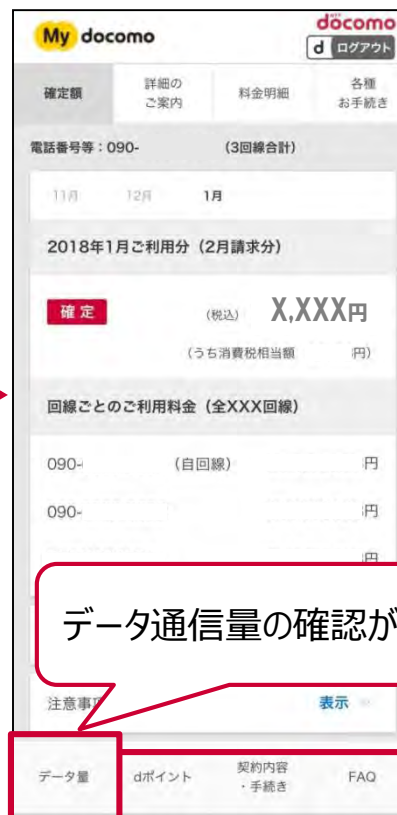 My docomo
döcomo
d ログアウト
確定額
詳細の
ご案内
料金明細
各種
お手続き
電話番号等：090- (3回線合計)
11月 12月 1月
2018年1月ご利用分（2月請求分）
確定 (税込) X,XXX円
(うち消費税相当額 円)
回線ごとのご利用料金（全XXX回線）
090- (自回線) 円
090- 円
円
データ通信量の確認が
注意事項 表示
データ量
dポイント
契約内容
・手続き
FAQ